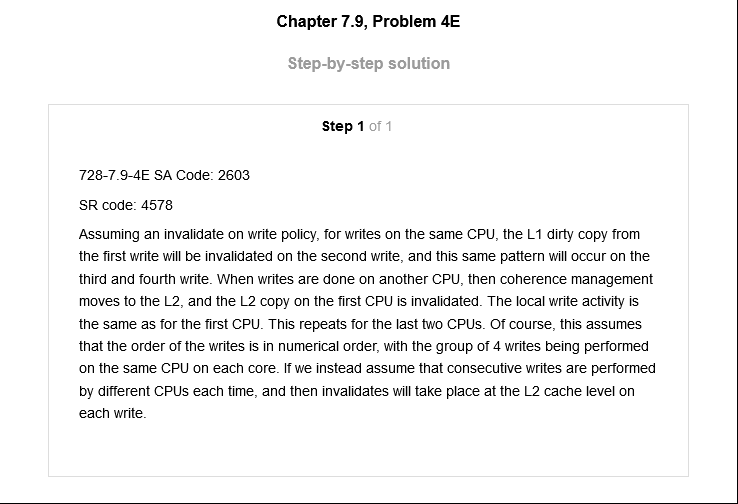 Chapter 7.9, Problem 4E
Step-by-step solution
Step 1 of 1
728-7.9-4E SA Code: 2603
SR code: 4578
Assuming an invalidate on write policy, for writes on the same CPU, the L1 dirty copy from
the first write will be invalidated on the second write, and this same pattern will occur on the
third and fourth write. When writes are done on another CPU, then coherence management
moves to the L2, and the L2 copy on the first CPU is invalidated. The local write activity is
the same as for the first CPU. This repeats for the last two CPUs. Of course, this assumes
that the order of the writes is in numerical order, with the group of 4 writes being performed
on the same CPU on each core. If we instead assume that consecutive writes are performed
by different CPUs each time, and then invalidates will take place at the L2 cache level on
each write.